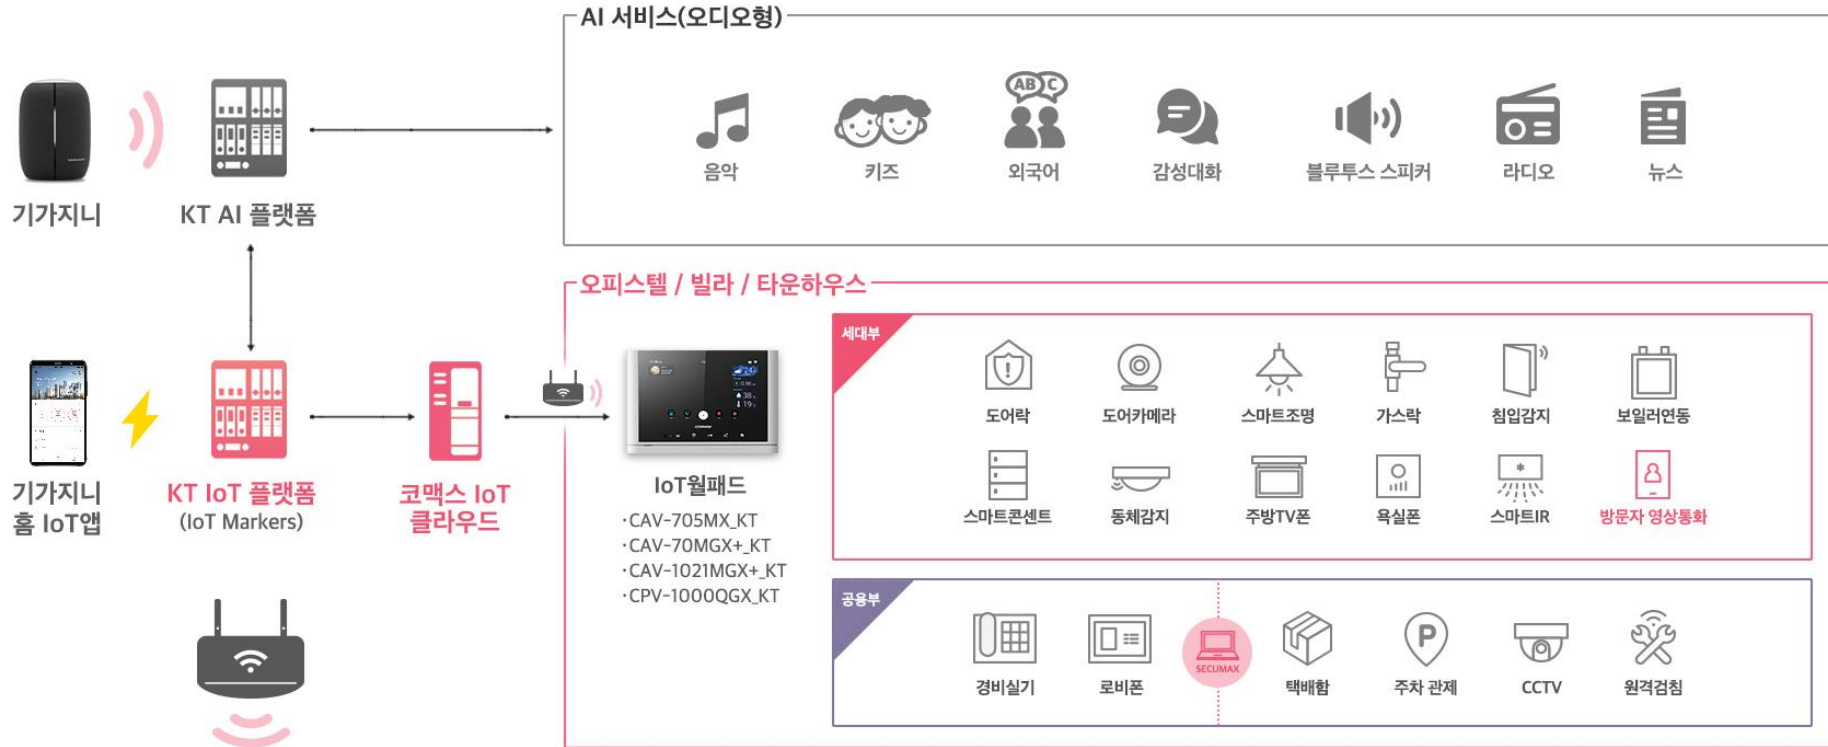 AI 서비스(오디오형)
AB C
음악
키즈
외국어
감성대화
블루투스 스피커
라디오
뉴스
기가지니
KT AI 플랫폼
오피스텔 / 빌라 / 타운하우스
세대부
도어락
도어카메라
스마트조명
가스락
침입감지
보일러연동
기가지니
홈 IoT앱
KT IoT 플랫폼
(IoT Markers)
코맥스 IoT
클라우드
IoT월패드
·CAV-705MX_KT
·CAV-70MGX+_KT
·CAV-1021MGX+_KT
·CPV-1000QGX_KT
스마트콘센트
동체감지
주방TV폰
욕실폰
스마트IR
방문자 영상통화
공용부
경비실기
로비폰
SECUMAX
택배함
P
주차 관제
CCTV
원격검침